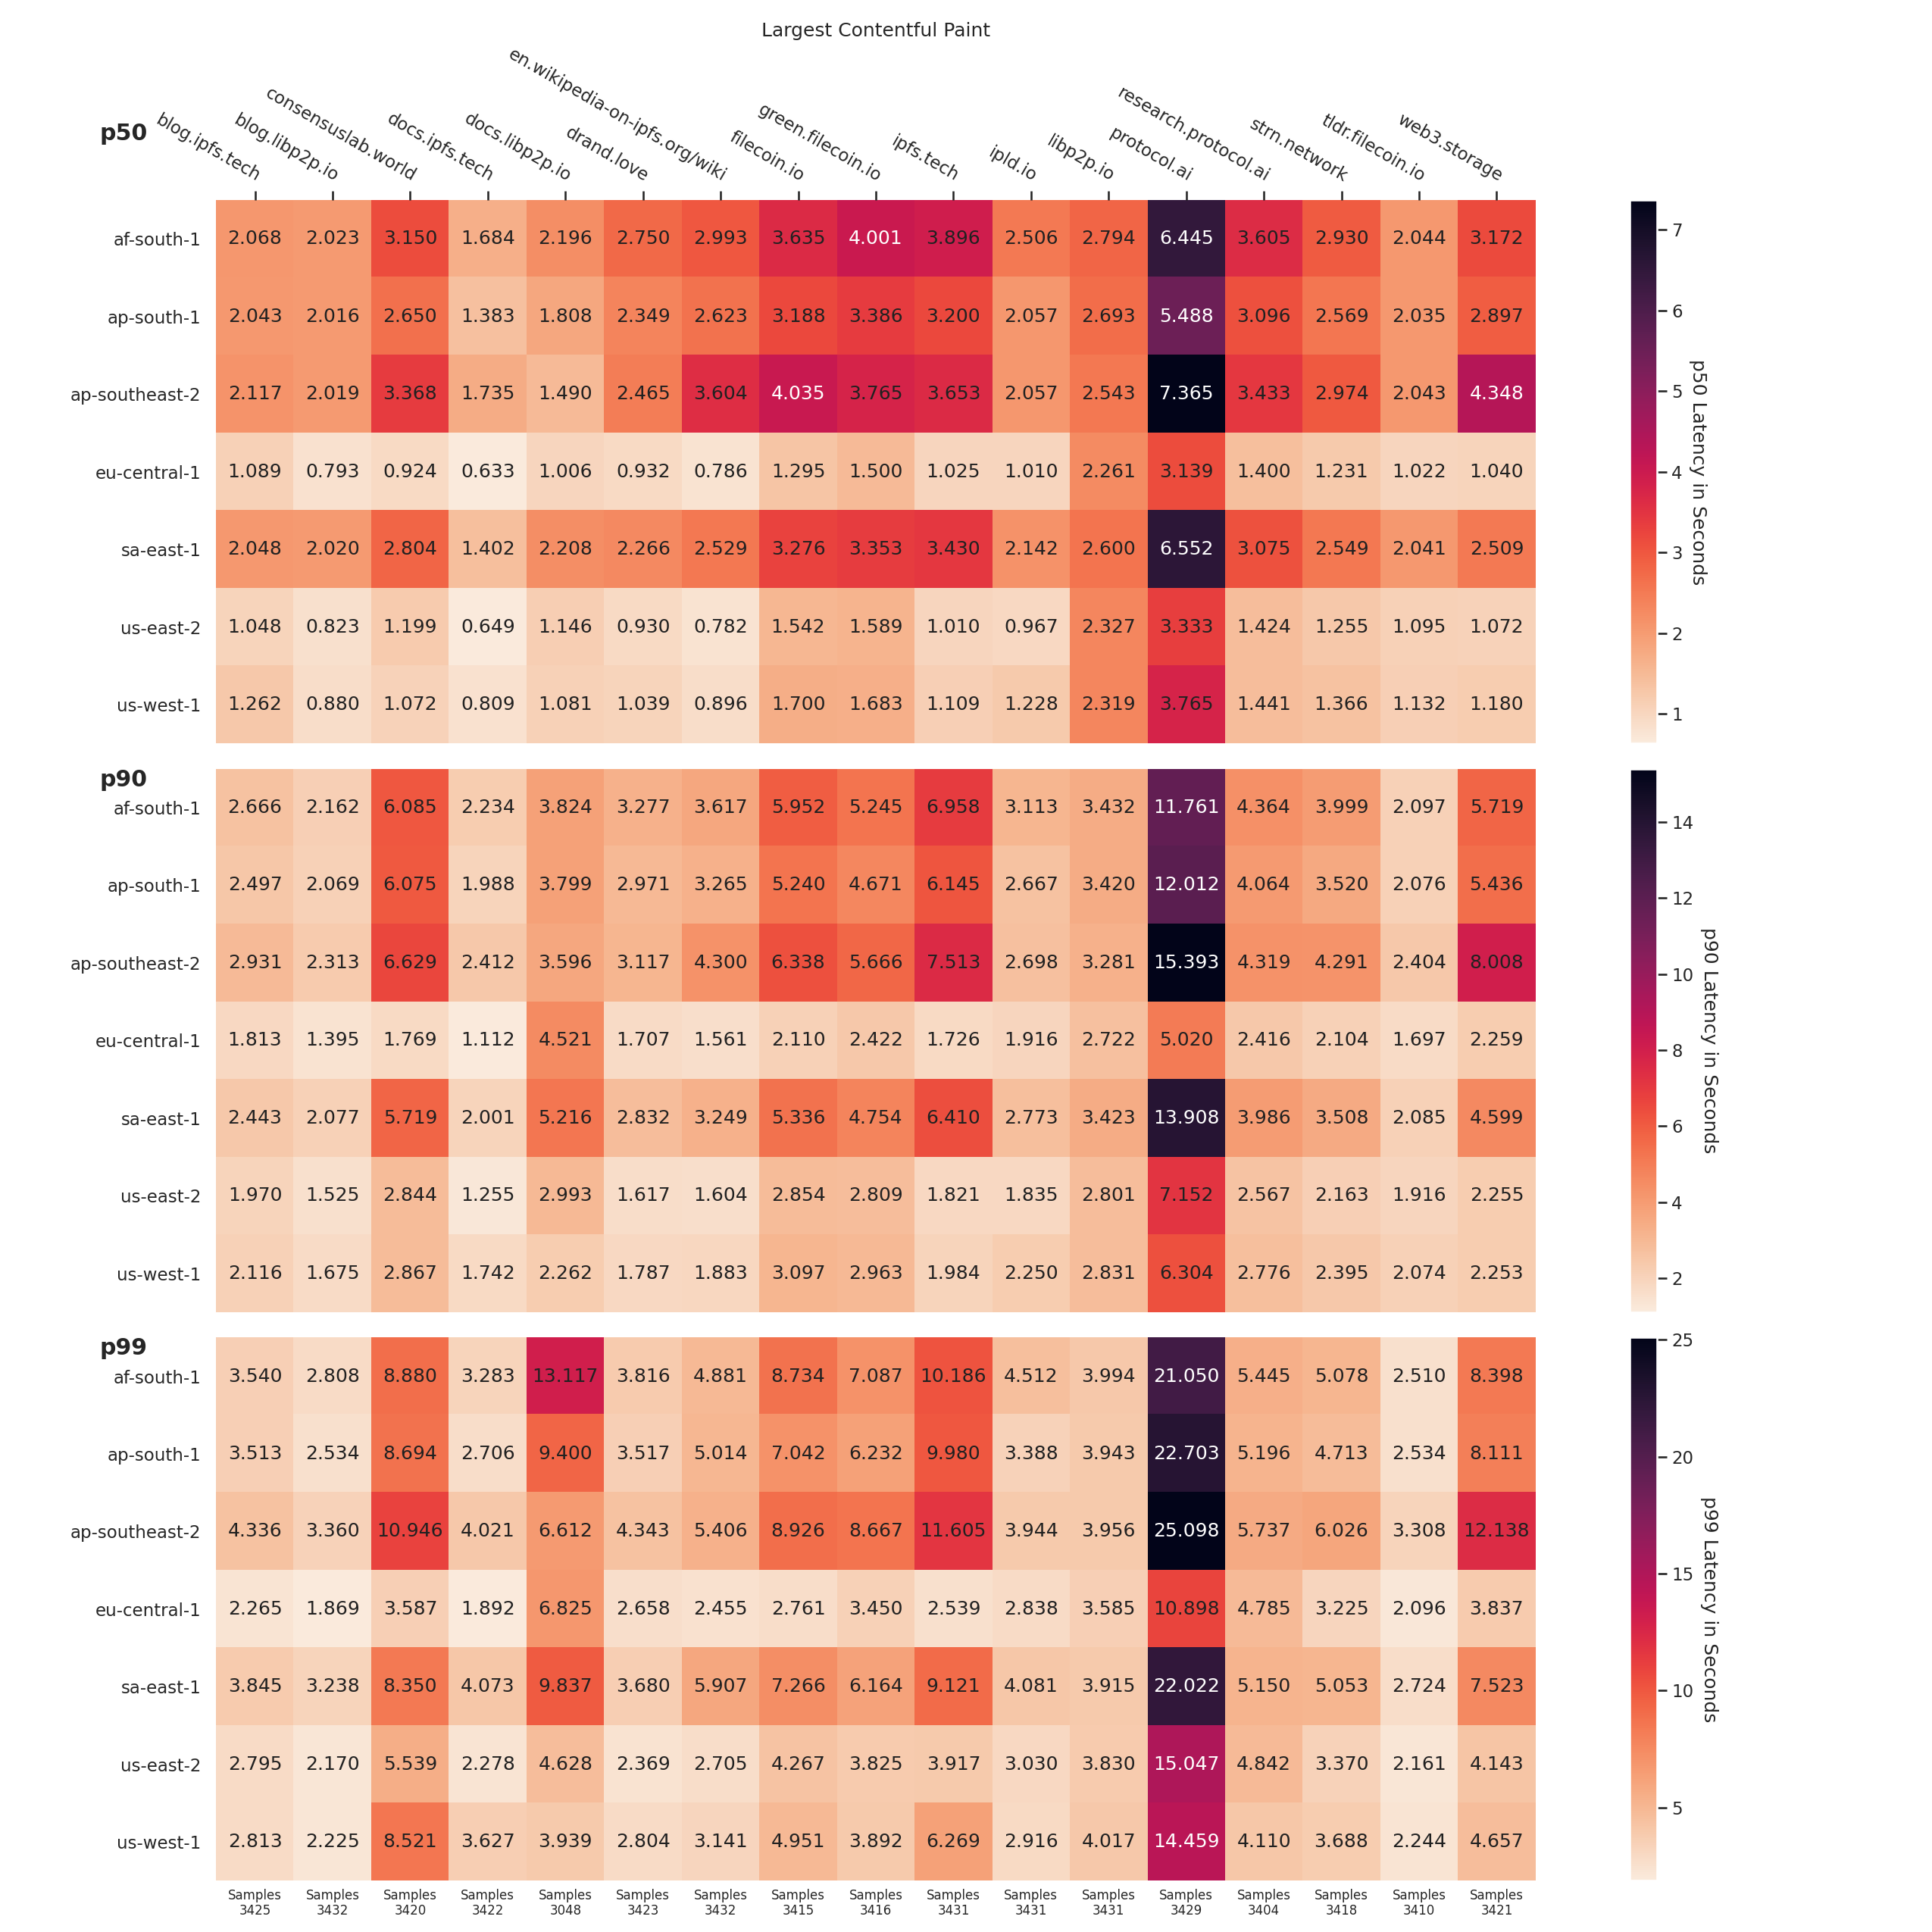 Largest Contentful Paint
p50
blog.ipfs.tech
blog.libp2p.io
consensuslab.world
docs.ipfs.tech
docs.libp2p.io
drand.love
en.wikipedia-on-ipfs.org/wiki
filecoin.io
green.filecoin.io
ipfs.tech
ipld.io
libp2p.io
protocol.ai
research.protocol.ai
strn.network
tldr.filecoin.io
web3.storage
af-south-1 2.068 2.023 3.150 1.684 2.196 2.750 2.993 3.635 4.001 3.896 2.506 2.794 6.445 3.605 2.930 2.044 3.172
ap-south-1 2.043 2.016 2.650 1.383 1.808 2.349 2.623 3.188 3.386 3.200 2.057 2.693 5.488 3.096 2.569 2.035 2.897
ap-southeast-2 2.117 2.019 3.368 1.735 1.490 2.465 3.604 4.035 3.765 3.653 2.057 2.543 7.365 3.433 2.974 2.043 4.348
eu-central-1 1.089 0.793 0.924 0.633 1.006 0.932 0.786 1.295 1.500 1.025 1.010 2.261 3.139 1.400 1.231 1.022 1.040
sa-east-1 2.048 2.020 2.804 1.402 2.208 2.266 2.529 3.276 3.353 3.430 2.142 2.600 6.552 3.075 2.549 2.041 2.509
us-east-2 1.048 0.823 1.199 0.649 1.146 0.930 0.782 1.542 1.589 1.010 0.967 2.327 3.333 1.424 1.255 1.095 1.072
us-west-1 1.262 0.880 1.072 0.809 1.081 1.039 0.896 1.700 1.683 1.109 1.228 2.319 3.765 1.441 1.366 1.132 1.180
7
6
5
4
3
2
1
p50 Latency in Seconds
p90
af-south-1 2.666 2.162 6.085 2.234 3.824 3.277 3.617 5.952 5.245 6.958 3.113 3.432 11.761 4.364 3.999 2.097 5.719
ap-south-1 2.497 2.069 6.075 1.988 3.799 2.971 3.265 5.240 4.671 6.145 2.667 3.420 12.012 4.064 3.520 2.076 5.436
ap-southeast-2 2.931 2.313 6.629 2.412 3.596 3.117 4.300 6.338 5.666 7.513 2.698 3.281 15.393 4.319 4.291 2.404 8.008
eu-central-1 1.813 1.395 1.769 1.112 4.521 1.707 1.561 2.110 2.422 1.726 1.916 2.722 5.020 2.416 2.104 1.697 2.259
sa-east-1 2.443 2.077 5.719 2.001 5.216 2.832 3.249 5.336 4.754 6.410 2.773 3.423 13.908 3.986 3.508 2.085 4.599
us-east-2 1.970 1.525 2.844 1.255 2.993 1.617 1.604 2.854 2.809 1.821 1.835 2.801 7.152 2.567 2.163 1.916 2.255
us-west-1 2.116 1.675 2.867 1.742 2.262 1.787 1.883 3.097 2.963 1.984 2.250 2.831 6.304 2.776 2.395 2.074 2.253
14
12
10
8
6
4
2
p90 Latency in Seconds
p99
af-south-1 3.540 2.808 8.880 3.283 13.117 3.816 4.881 8.734 7.087 10.186 4.512 3.994 21.050 5.445 5.078 2.510 8.398
ap-south-1 3.513 2.534 8.694 2.706 9.400 3.517 5.014 7.042 6.232 9.980 3.388 3.943 22.703 5.196 4.713 2.534 8.111
ap-southeast-2 4.336 3.360 10.946 4.021 6.612 4.343 5.406 8.926 8.667 11.605 3.944 3.956 25.098 5.737 6.026 3.308 12.138
eu-central-1 2.265 1.869 3.587 1.892 6.825 2.658 2.455 2.761 3.450 2.539 2.838 3.585 10.898 4.785 3.225 2.096 3.837
sa-east-1 3.845 3.238 8.350 4.073 9.837 3.680 5.907 7.266 6.164 9.121 4.081 3.915 22.022 5.150 5.053 2.724 7.523
us-east-2 2.795 2.170 5.539 2.278 4.628 2.369 2.705 4.267 3.825 3.917 3.030 3.830 15.047 4.842 3.370 2.161 4.143
us-west-1 2.813 2.225 8.521 3.627 3.939 2.804 3.141 4.951 3.892 6.269 2.916 4.017 14.459 4.110 3.688 2.244 4.657
25
20
15
10
5
p99 Latency in Seconds
Samples Samples Samples Samples Samples Samples Samples Samples Samples Samples Samples Samples Samples Samples Samples Samples Samples
3425 3432 3420 3422 3048 3423 3432 3415 3416 3431 3431 3431 3429 3404 3418 3410 3421